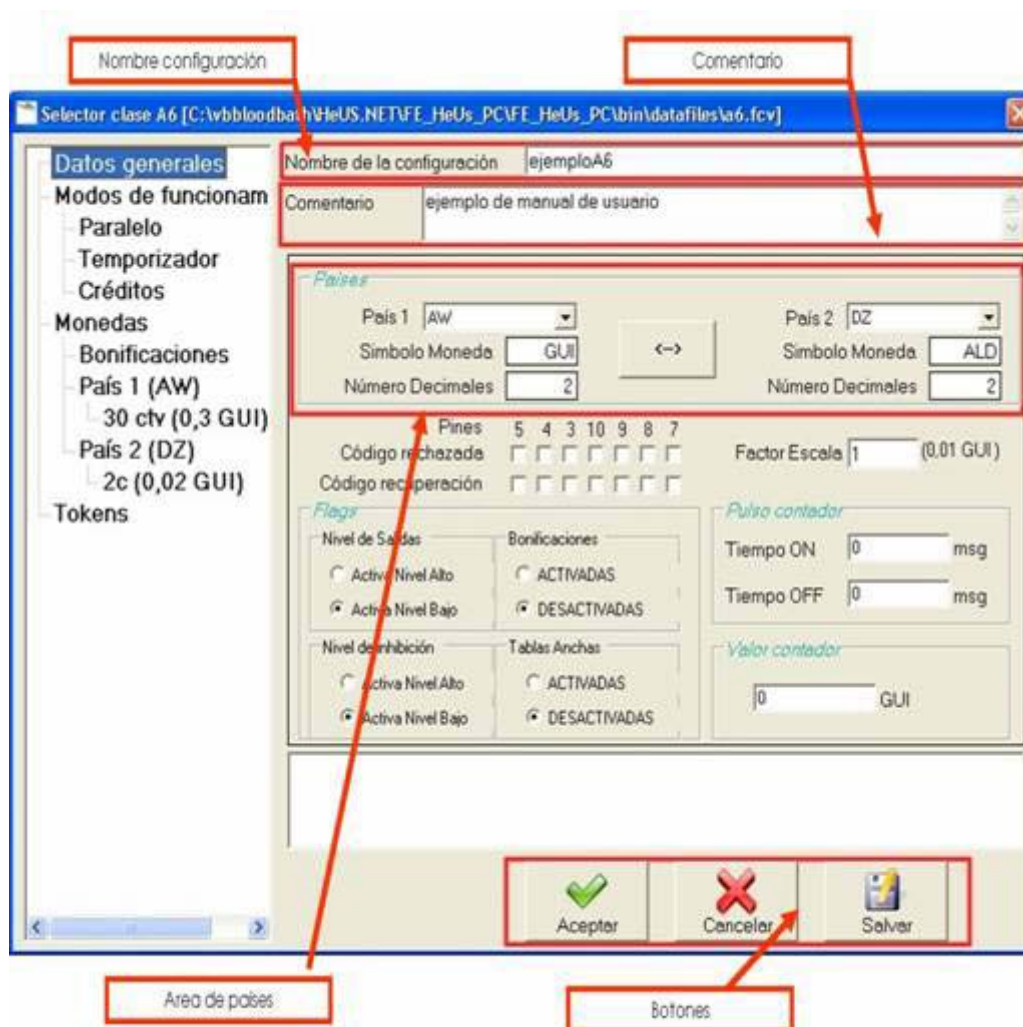 Nombre configuración
Comentario
Selector clase A6 [C:\vbbloodbath\HeUS.NET\FE_HeUs_PC\FE_HeUs_PC\bin\datafiles\a6.fcv]
Datos generales
Modos de funcionam
Paralelo
Temporizador
Créditos
Monedas
Bonificaciones
País 1 (AW)
30 ctv (0,3 GUI)
País 2 (DZ)
2c (0,02 GUI)
Tokens
Nombre de la configuración ejemploA6
Comentario ejemplo de manual de usuario
Países
País 1 AW
Simbolo Moneda GUI
Número Decimales 2
<-->
País 2 DZ
Simbolo Moneda ALD
Número Decimales 2
Pines 5 4 3 10 9 8 7
Código rechazada
Código recuperación
Factor Escala 1 (0,01 GUI)
Flags
Nivel de Salidas
Activa Nivel Alto
Activa Nivel Bajo
Bonificaciones
ACTIVADAS
DESACTIVADAS
Nivel de inhibición
Activa Nivel Alto
Activa Nivel Bajo
Tablas Anchas
ACTIVADAS
DESACTIVADAS
Pulso contador
Tiempo ON 0 msg
Tiempo OFF 0 msg
Valor contador
0 GUI
Aceptar
Cancelar
Salvar
Area de países
Botones